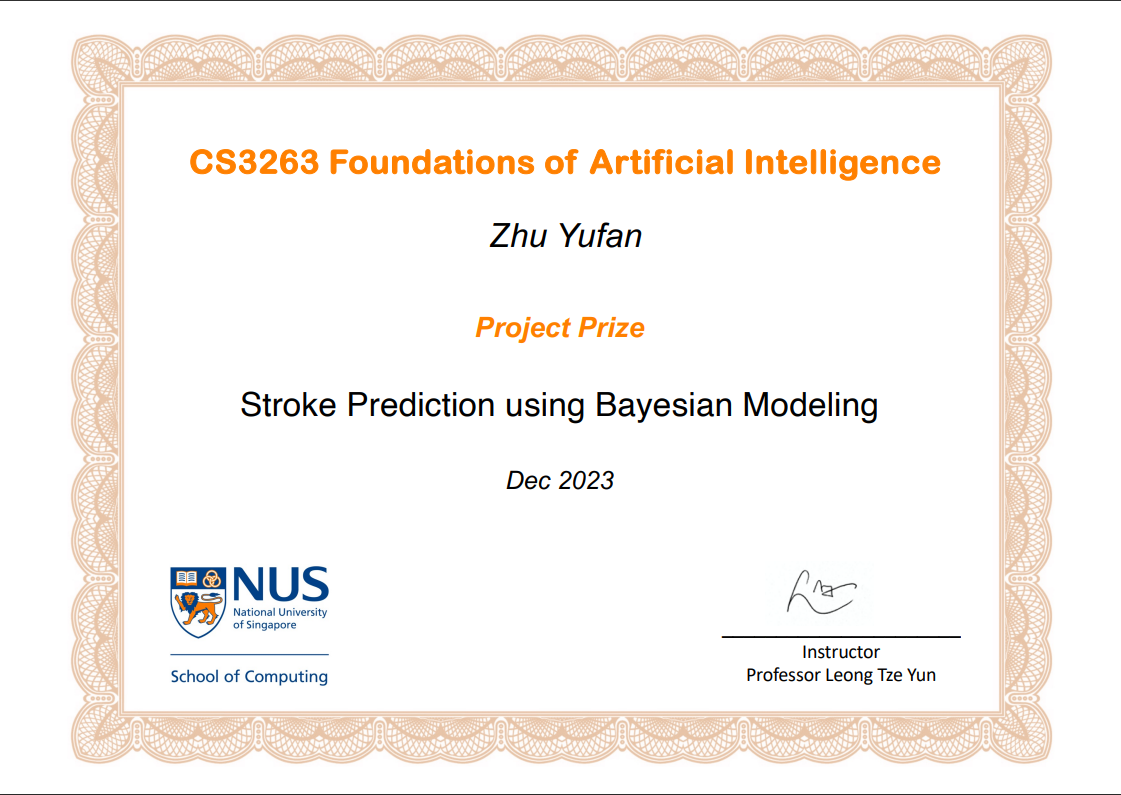 CS3263 Foundations of Artificial Intelligence
Zhu Yufan
Project Prize
Stroke Prediction using Bayesian Modeling
Dec 2023
NUS
National University
of Singapore
School of Computing
Instructor
Professor Leong Tze Yun